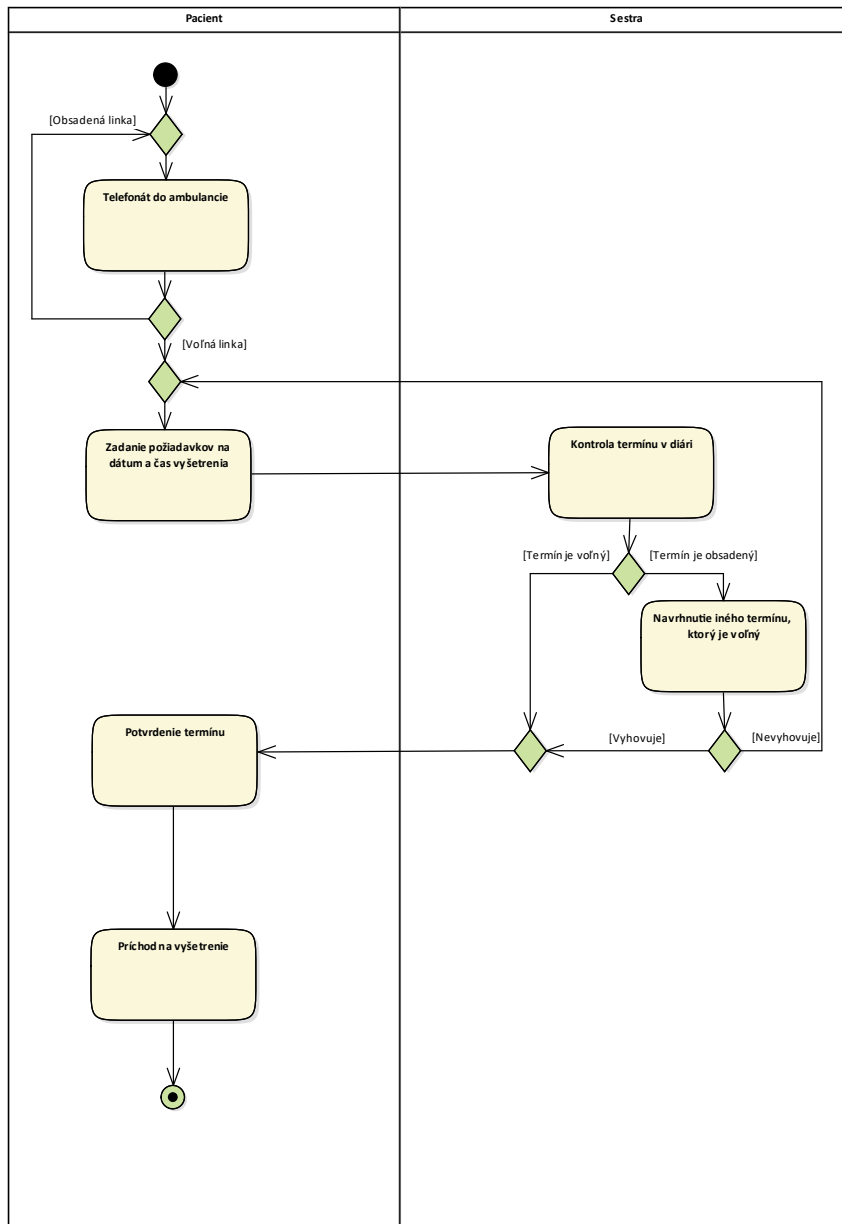 Pacient
Sestra
[Obsadená linka]
Telefonát do ambulancie
[Voľná linka]
Zadanie požiadavkov na
dátum a čas vyšetrenia
Kontrola termínu v diári
[Termín je voľný]
[Termín je obsadený]
Navrhnutie iného termínu,
ktorý je voľný
Potvrdenie termínu
[Vyhovuje]
[Nevyhovuje]
Príchod na vyšetrenie